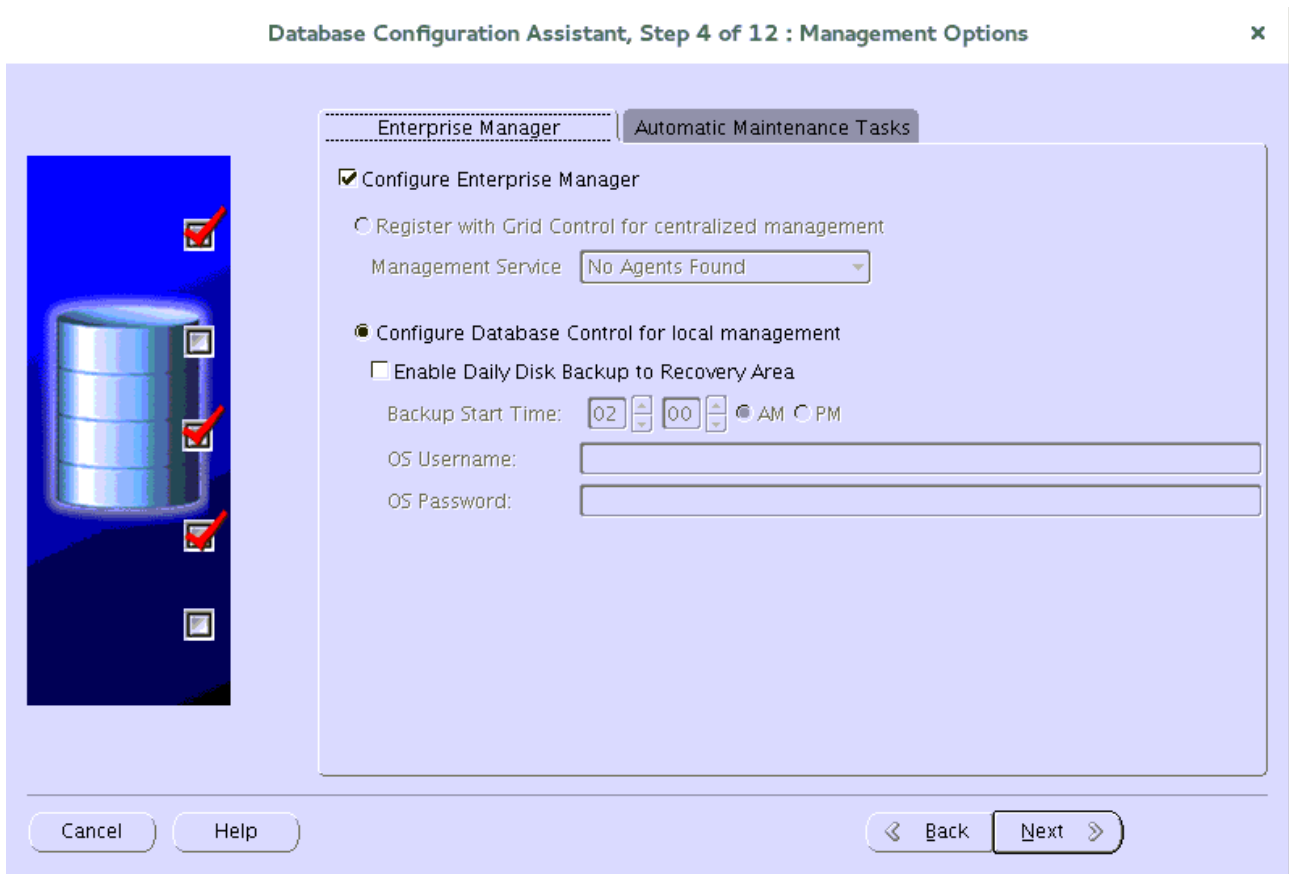 Database Configuration Assistant, Step 4 of 12 : Management Options
Enterprise Manager
Automatic Maintenance Tasks
Configure Enterprise Manager
Register with Grid Control for centralized management
Management Service No Agents Found
Configure Database Control for local management
Enable Daily Disk Backup to Recovery Area
Backup Start Time: 02 00 AM PM
OS Username:
OS Password:
Cancel Help Back Next